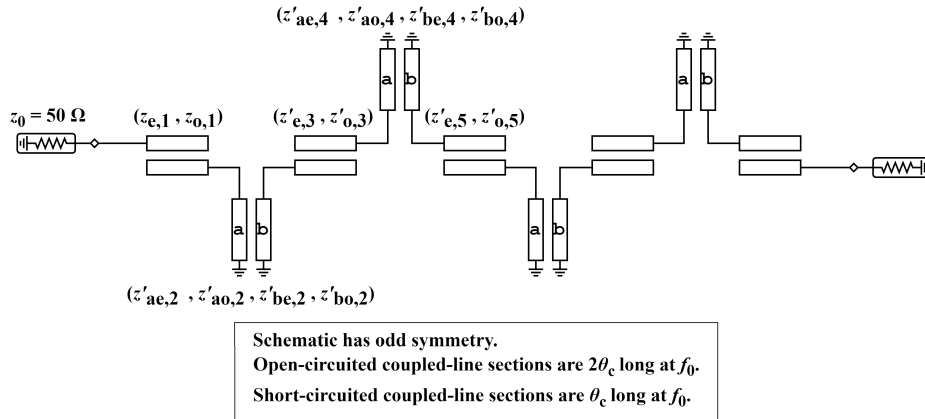 (z′ae,4 , z′ao,4 , z′be,4 , z′bo,4)
a b
a b
z0 = 50 Ω
(ze,1 , zo,1)
(z′e,3 , z′o,3)
(z′e,5 , z′o,5)
a b
a b
(z′ae,2 , z′ao,2 , z′be,2 , z′bo,2)
Schematic has odd symmetry.
Open-circuited coupled-line sections are 2θc long at f0.
Short-circuited coupled-line sections are θc long at f0.